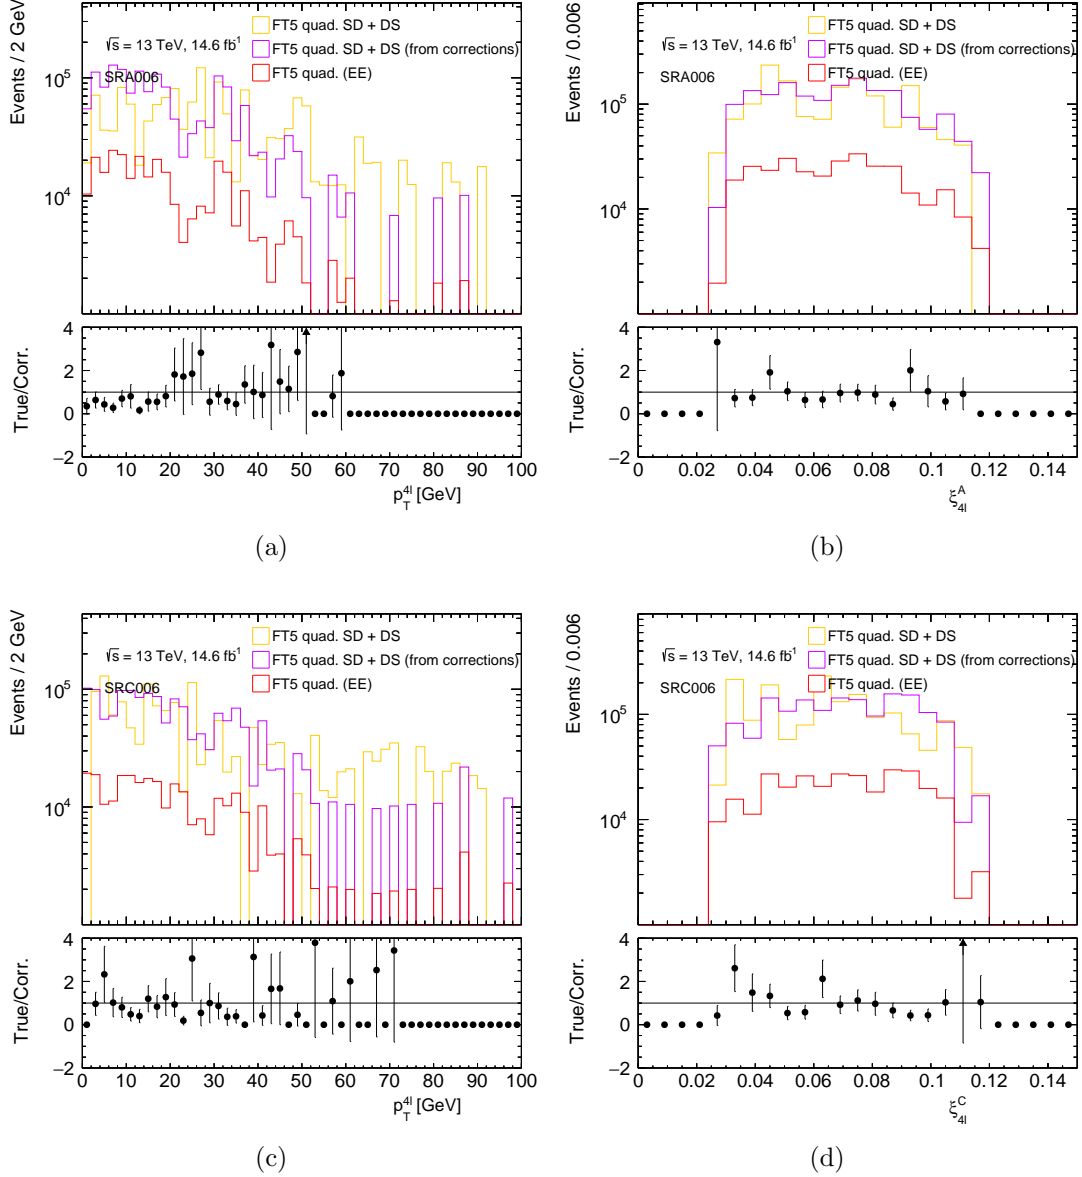 FT5 quad. SD + DS
FT5 quad. SD + DS (from corrections)
FT5 quad. (EE)
√s = 13 TeV, 14.6 fb⁻¹
SRA006
Events / 2 GeV
10⁵
10⁴
True/Corr.
4
2
0
−2
0 10 20 30 40 50 60 70 80 90 100
p_T^4l [GeV]
(a)
FT5 quad. SD + DS
FT5 quad. SD + DS (from corrections)
FT5 quad. (EE)
√s = 13 TeV, 14.6 fb⁻¹
SRA006
Events / 0.006
10⁵
10⁴
True/Corr.
4
2
0
−2
0 0.02 0.04 0.06 0.08 0.1 0.12 0.14
ξ_4l^A
(b)
FT5 quad. SD + DS
FT5 quad. SD + DS (from corrections)
FT5 quad. (EE)
√s = 13 TeV, 14.6 fb⁻¹
SRC006
Events / 2 GeV
10⁵
10⁴
True/Corr.
4
2
0
−2
0 10 20 30 40 50 60 70 80 90 100
p_T^4l [GeV]
(c)
FT5 quad. SD + DS
FT5 quad. SD + DS (from corrections)
FT5 quad. (EE)
√s = 13 TeV, 14.6 fb⁻¹
SRC006
Events / 0.006
10⁵
10⁴
True/Corr.
4
2
0
−2
0 0.02 0.04 0.06 0.08 0.1 0.12 0.14
ξ_4l^C
(d)